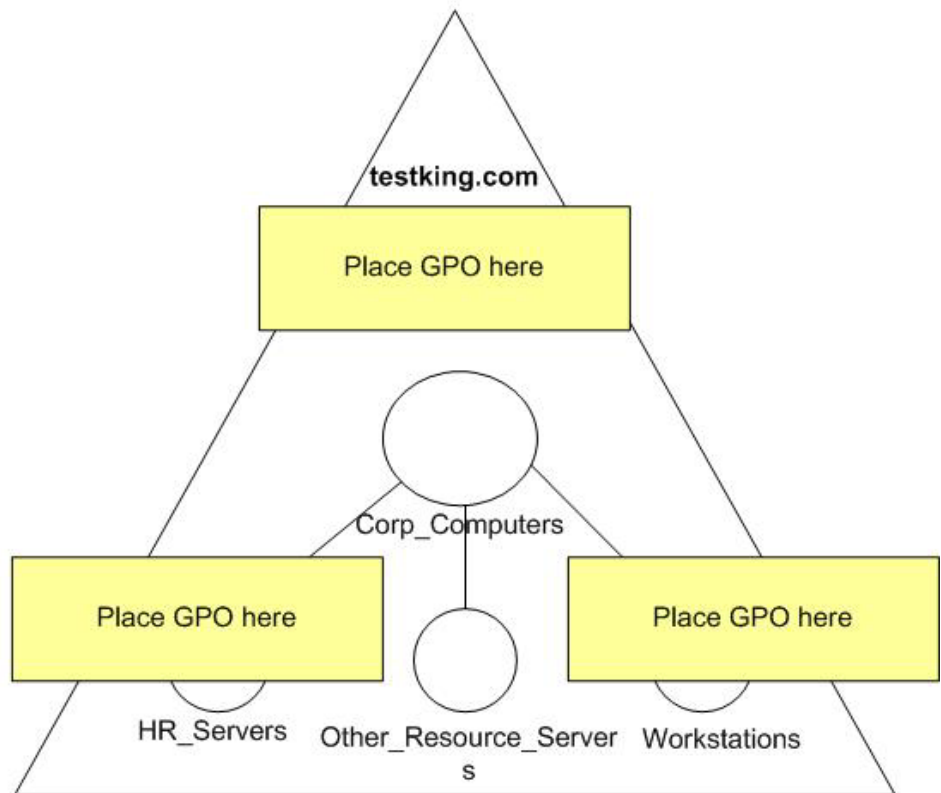 testking.com
Place GPO here
Corp_Computers
Place GPO here
Place GPO here
HR_Servers
Other_Resource_Server
s
Workstations